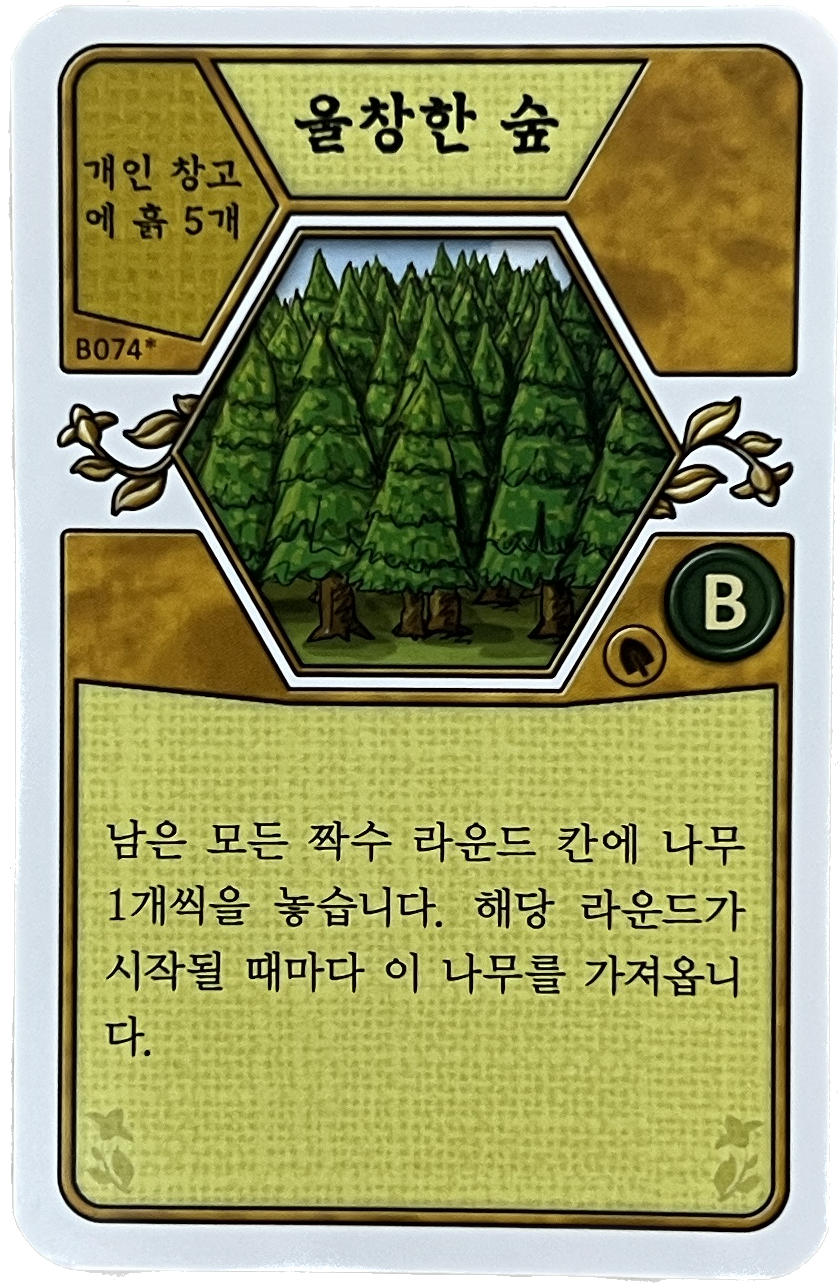 울창한 숲
개인 창고
에 흙 5개
B074*
B
남은 모든 짝수 라운드 칸에 나무
1개씩을 놓습니다. 해당 라운드가
시작될 때마다 이 나무를 가져옵니
다.